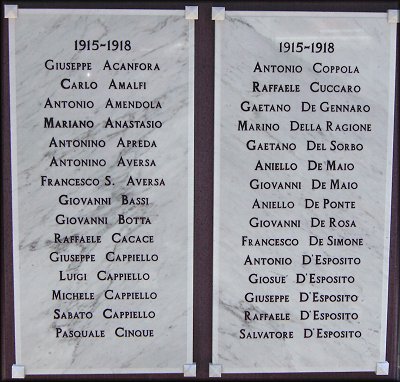 1915-1918
Giuseppe Acanfora
Carlo Amalfi
Antonio Amendola
Mariano Anastasio
Antonino Apreda
Antonino Aversa
Francesco S. Aversa
Giovanni Bassi
Giovanni Botta
Raffaele Cacace
Giuseppe Cappiello
Luigi Cappiello
Michele Cappiello
Sabato Cappiello
Pasquale Cinque
1915-1918
Antonio Coppola
Raffaele Cuccaro
Gaetano De Gennaro
Marino Della Ragione
Gaetano Del Sorbo
Aniello De Maio
Giovanni De Maio
Aniello De Ponte
Giovanni De Rosa
Francesco De Simone
Antonio D'Esposito
Giosuè D'Esposito
Giuseppe D'Esposito
Raffaele D'Esposito
Salvatore D'Esposito